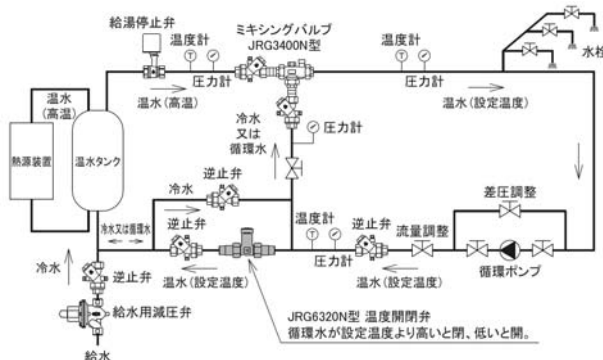 給湯停止弁
ミキシングバルブ
JRG3400N型
温度計
圧力計
温水(高温)
温度計
圧力計
温水(設定温度)
水栓
温水
(高温)
熱源装置
温水タンク
冷水
又は
循環水
圧力計
逆止弁
冷水
冷水又は循環水
逆止弁
温水(設定温度)
温度計
圧力計
逆止弁
温水(設定温度)
流量調整
差圧調整
循環ポンプ
冷水
逆止弁
給水用減圧弁
給水
JRG6320N型 温度開閉弁
循環水が設定温度より高いと閉、低いと開。